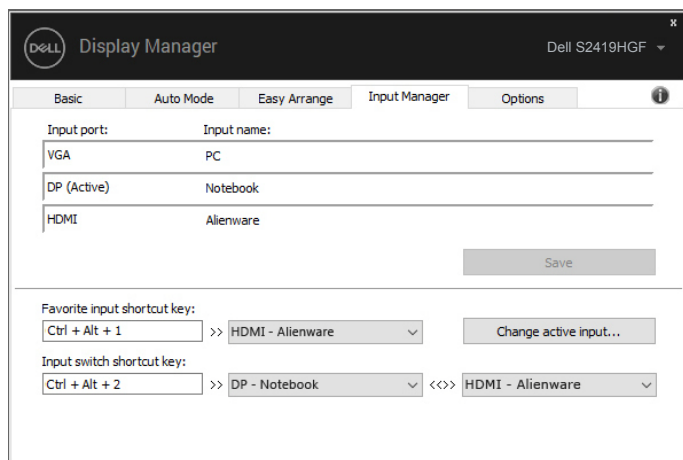 x
DELL Display Manager Dell S2419HGF
Basic Auto Mode Easy Arrange Input Manager Options i
Input port: Input name:
VGA PC
DP (Active) Notebook
HDMI Alienware
Save
Favorite input shortcut key:
Ctrl + Alt + 1 >> HDMI - Alienware Change active input...
Input switch shortcut key:
Ctrl + Alt + 2 >> DP - Notebook <<>> HDMI - Alienware